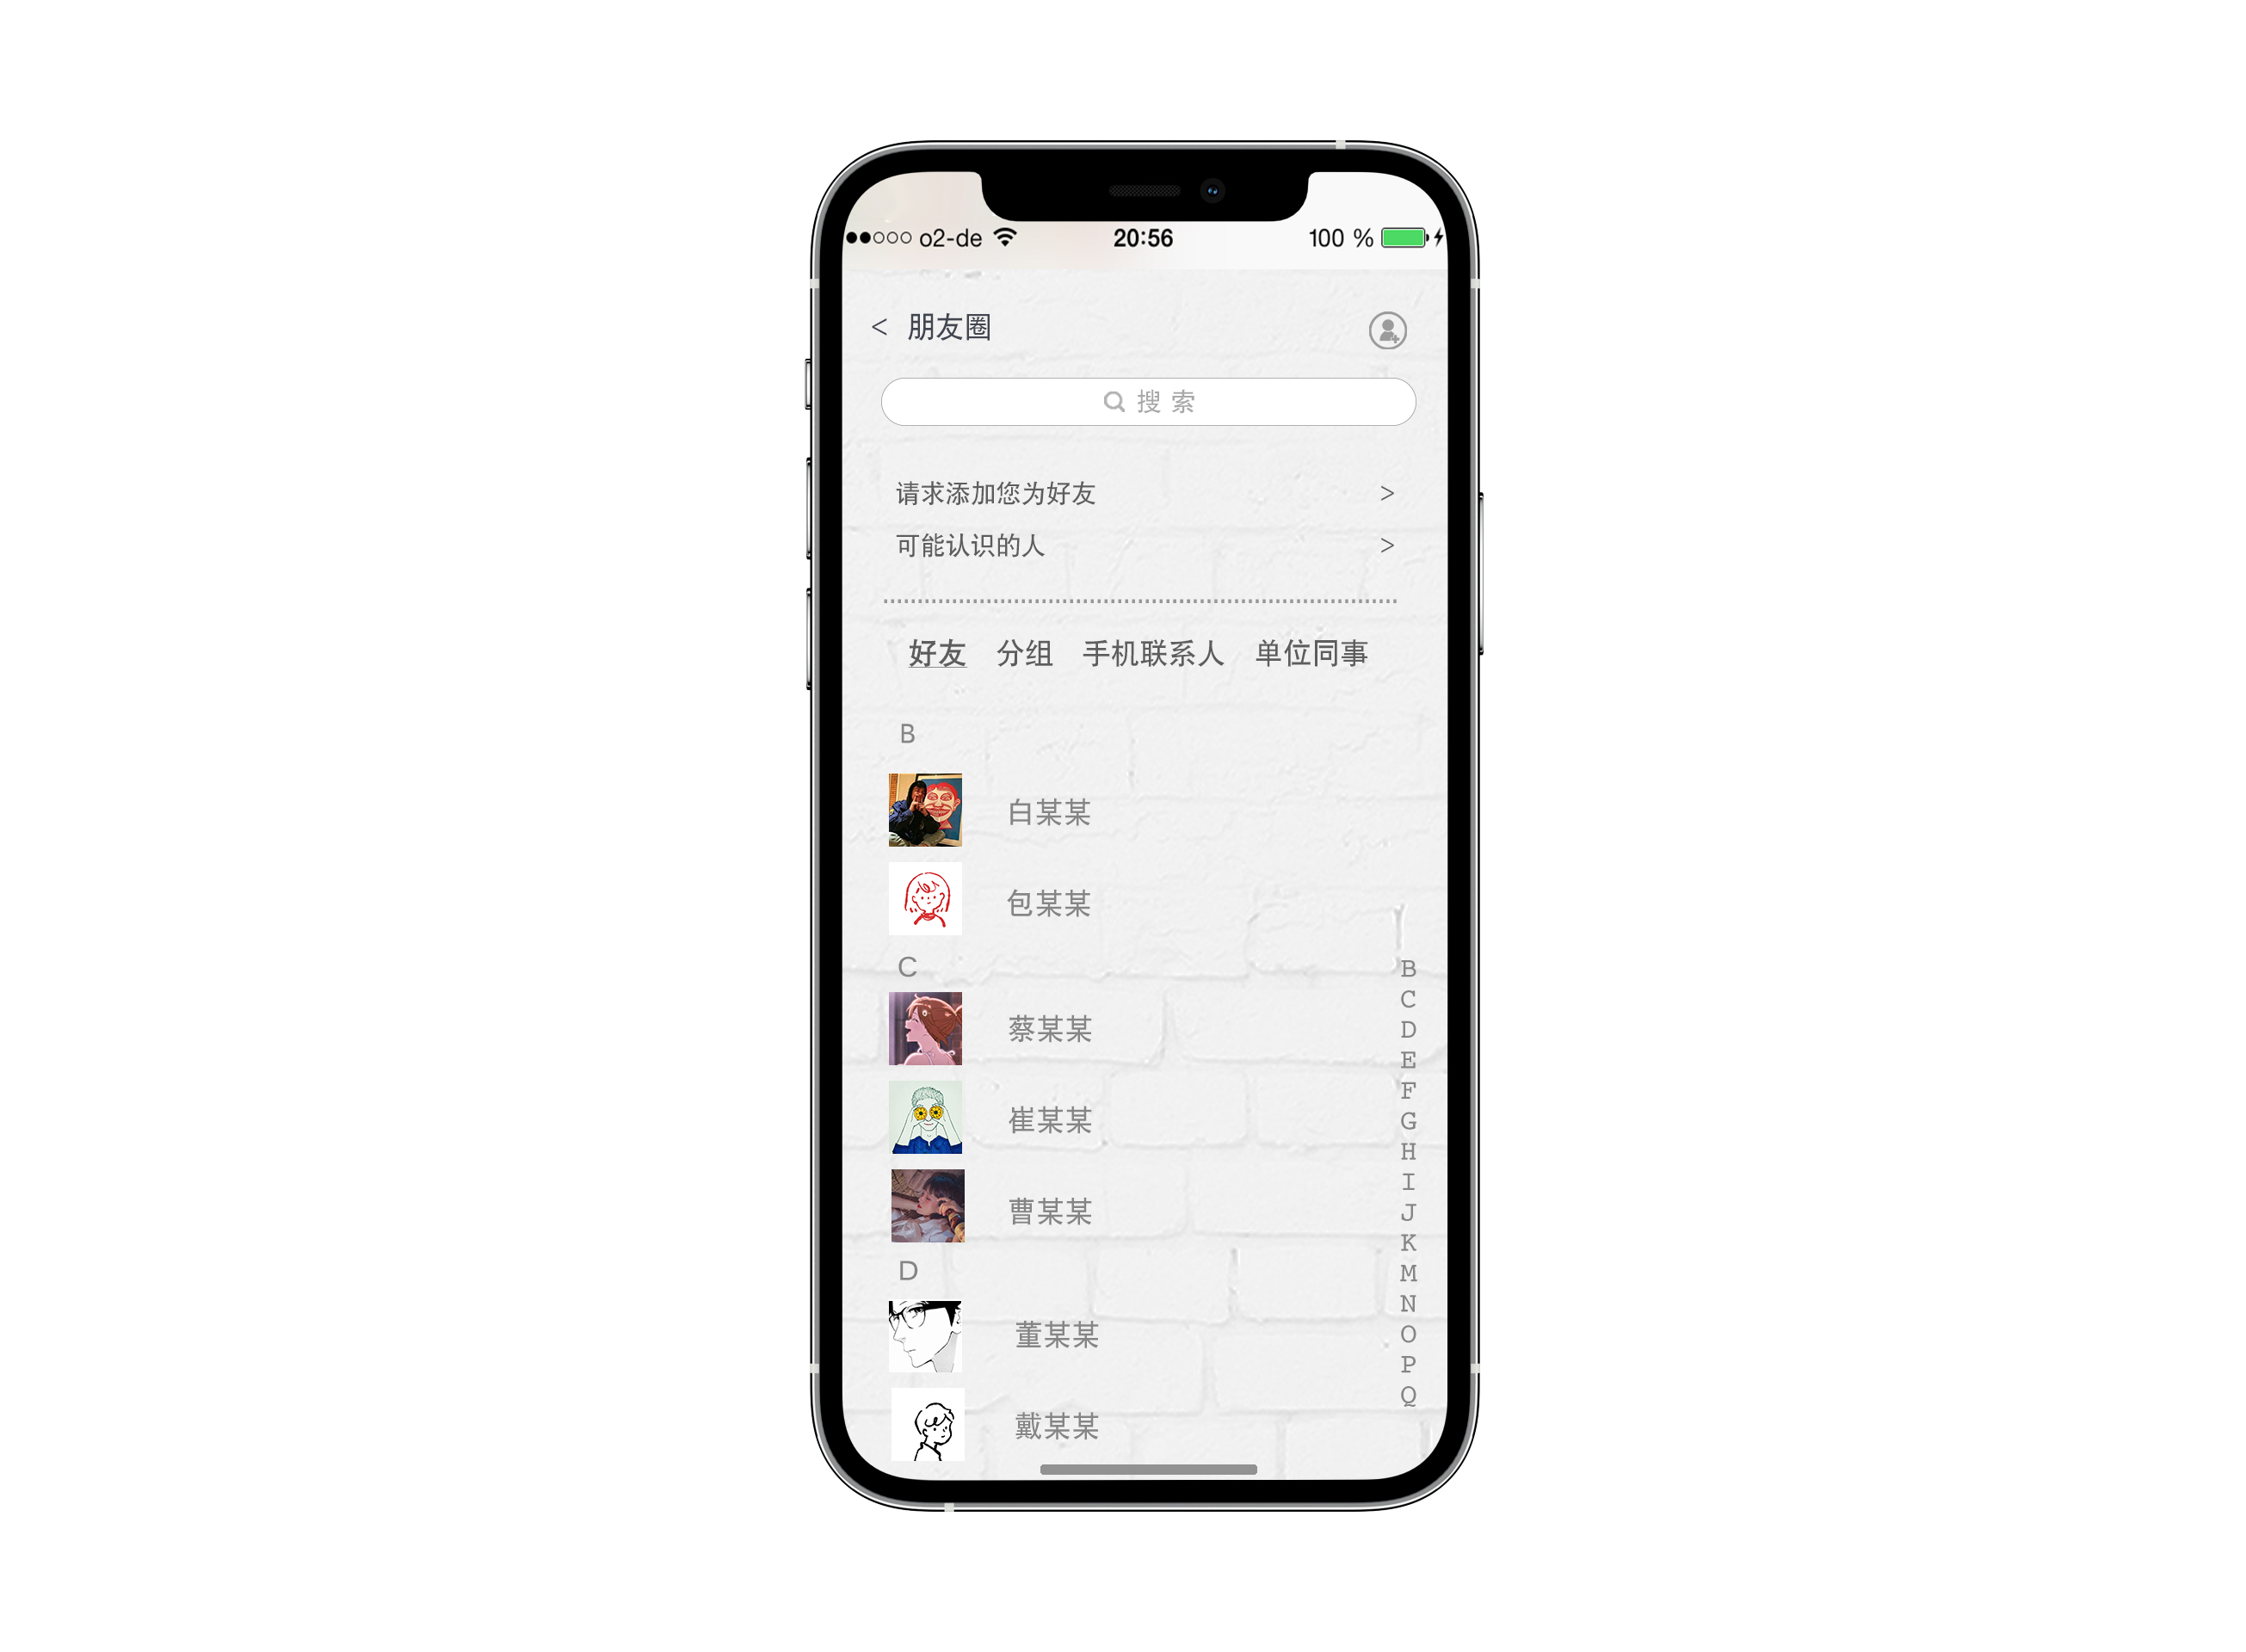 o2-de 20:56 100 %
< 朋友圈
搜 索
请求添加您为好友 >
可能认识的人 >
好友 分组 手机联系人 单位同事
B
白某某
包某某
C
蔡某某
崔某某
曹某某
D
董某某
戴某某
B
C
D
E
F
G
H
I
J
K
M
N
O
P
Q